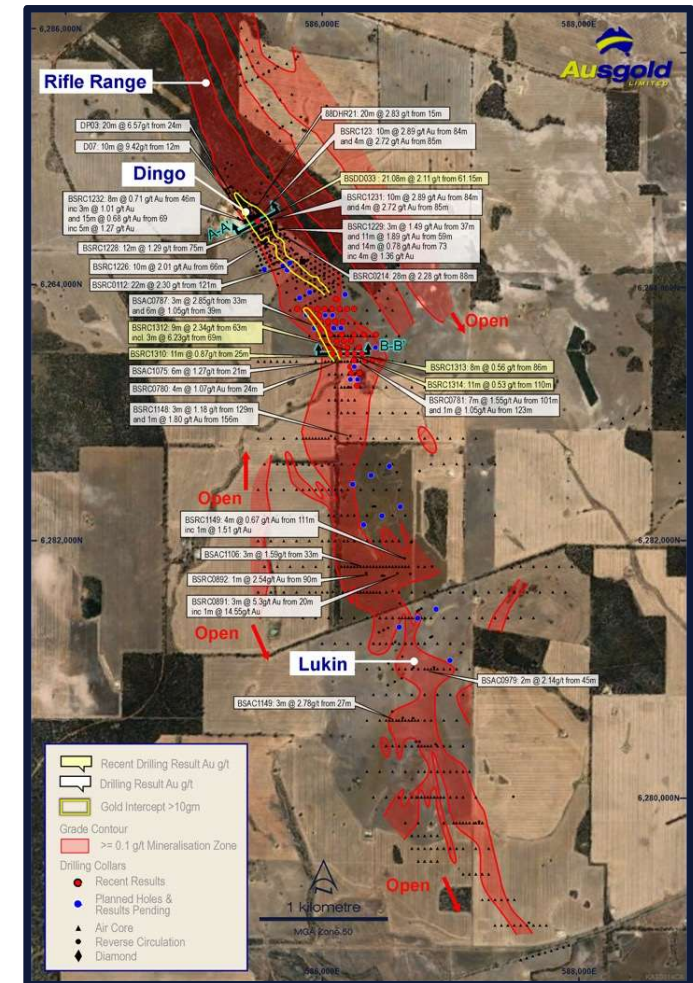 586,000E
588,000E
6,286,000N
Ausgold
LIMITED
Rifle Range
88DHR21: 20m @ 2.83 g/t from 15m
DP03: 20m @ 6.57g/t from 24m
BSRC123: 10m @ 2.89 g/t Au from 84m
and 4m @ 2.72 g/t Au from 85m
D07: 10m @ 9.42g/t from 12m
Dingo
BSDD033 : 21.08m @ 2.11 g/t from 61.15m
BSRC1232: 8m @ 0.71 g/t Au from 46m
inc 3m @ 1.01 g/t Au
and 15m @ 0.68 g/t Au from 69
inc 5m @ 1.27 g/t Au
BSRC1231: 10m @ 2.89 g/t Au from 84m
and 4m @ 2.72 g/t Au from 85m
A-A'
BSRC1229: 3m @ 1.49 g/t Au from 37m
and 11m @ 1.89 g/t Au from 59m
and 14m @ 0.78 g/t Au from 73
inc 4m @ 1.36 g/t Au
BSRC1228: 12m @ 1.29 g/t from 75m
BSRC1226: 10m @ 2.01 g/t Au from 66m
BSRC0214: 28m @ 2.28 g/t from 88m
BSRC0112: 22m @ 2.30 g/t from 121m
6,284,000N
BSAC0787: 3m @ 2.85g/t from 33m
and 6m @ 1.05g/t from 39m
Open
BSRC1312: 9m @ 2.34g/t from 63m
incl. 3m @ 6.23g/t from 69m
B-B'
BSRC1310: 11m @ 0.87g/t from 25m
BSRC1313: 8m @ 0.56 g/t from 86m
BSAC1075: 6m @ 1.27g/t from 21m
BSRC1314: 11m @ 0.53 g/t from 110m
BSRC0780: 4m @ 1.07g/t Au from 24m
BSRC0781: 7m @ 1.55g/t Au from 101m
and 1m @ 1.05g/t Au from 123m
BSRC1148: 3m @ 1.18 g/t from 129m
and 1m @ 1.80 g/t Au from 156m
Open
BSRC1149: 4m @ 0.67 g/t Au from 111m
inc 1m @ 1.51 g/t Au
6,282,000N
BSAC1106: 3m @ 1.59g/t from 33m
BSRC0892: 1m @ 2.54g/t Au from 90m
BSRC0891: 3m @ 5.3g/t Au from 20m
inc 1m @ 14.55g/t Au
Open
Lukin
BSAC0979: 2m @ 2.14g/t from 45m
BSAC1149: 3m @ 2.78g/t from 27m
Recent Drilling Result Au g/t
Drilling Result Au g/t
Gold Intercept >10gm
6,280,000N
Grade Contour
>= 0.1 g/t Mineralisation Zone
Drilling Collars
Recent Results
Planned Holes &
Results Pending
Air Core
Reverse Circulation
Diamond
Open
1 kilometre
MGA Zone 50
586,000E
588,000E